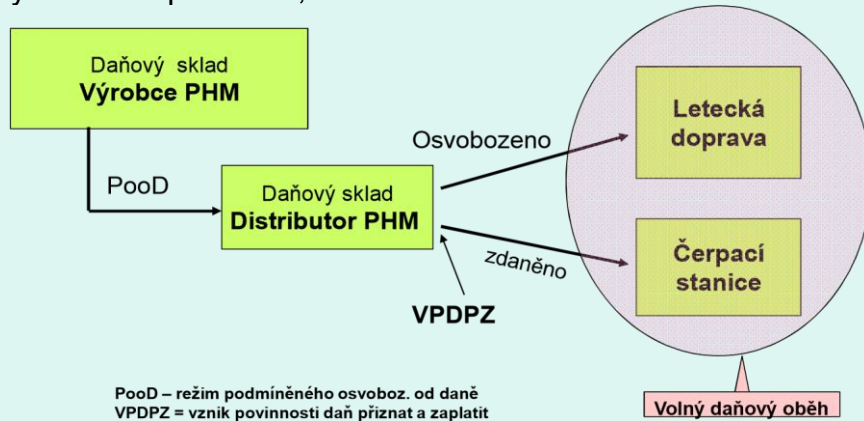 Daňový sklad
Výrobce PHM
Letecká
doprava
Osvobozeno
PooD
Daňový sklad
Distributor PHM
zdaněno
Čerpací
stanice
VPDPZ
PooD – režim podmíněného osvoboz. od daně
VPDPZ = vznik povinnosti daň přiznat a zaplatit
Volný daňový oběh